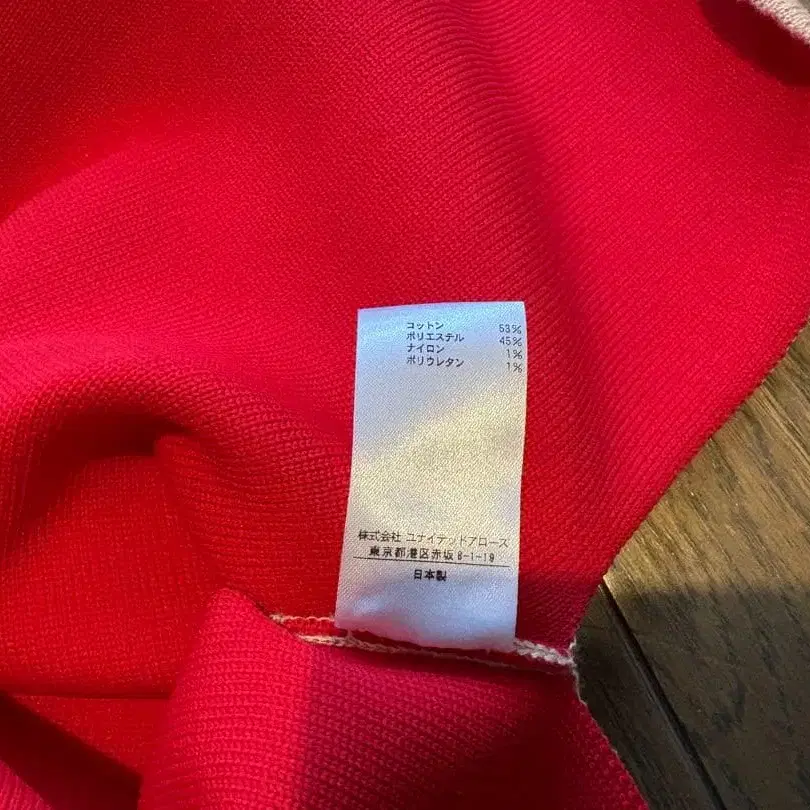 コットン 53%
ポリエステル 45%
ナイロン 1%
ポリウレタン 1%
株式会社 ユナイテッドアローズ
東京都港区赤坂 8-1-19
日本製